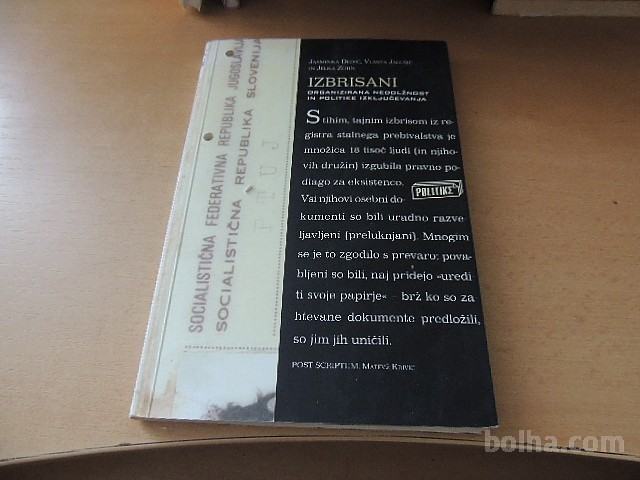 SOCIALISTIČNA FEDERATIVNA REPUBLIKA JUGOSLAVIJA
SOCIALISTIČNA REPUBLIKA SLOVENIJA
PTUJ
JASMINKA DEDIĆ, VLASTA JALUŠIČ
IN JELKA ZORN
IZBRISANI
ORGANIZIRANA NEDOLŽNOST
IN POLITIKE IZKLJUČEVANJA
Stihim, tajnim izbrisom iz re-
gistra stalnega prebivalstva je
množica 18 tisoč ljudi (in njiho-
vih družin) izgubila pravno po-
dlago za eksistenco.
POLITIKE
Vsi njihovi osebni do-
kumenti so bili uradno razve-
ljavljeni (preluknjani). Mnogim
se je to zgodilo s prevaro: pova-
bljeni so bili, naj pridejo »uredi-
ti svoje papirje« – brž ko so za-
htevane dokumente predložili,
so jim jih uničili.
POST SCRIPTUM: MATEVŽ KRIVIC
bolha.com